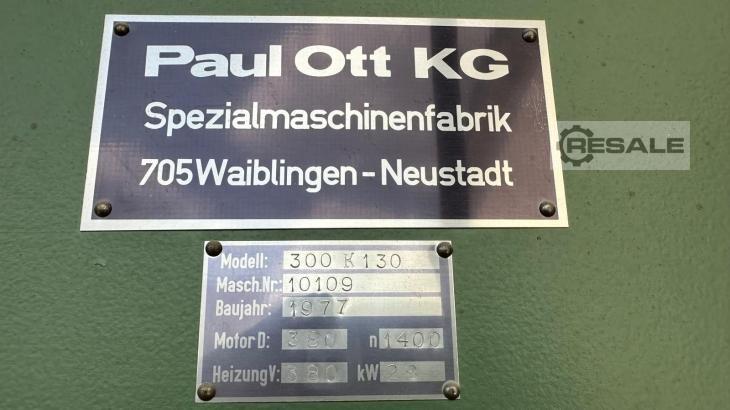 Paul Ott KG
Spezialmaschinenfabrik
705 Waiblingen - Neustadt
RESALE
Modell: 300 K 130
Masch.Nr.: 10109
Baujahr: 1977
Motor D: 380 n 1400
Heizung V: 380 kW